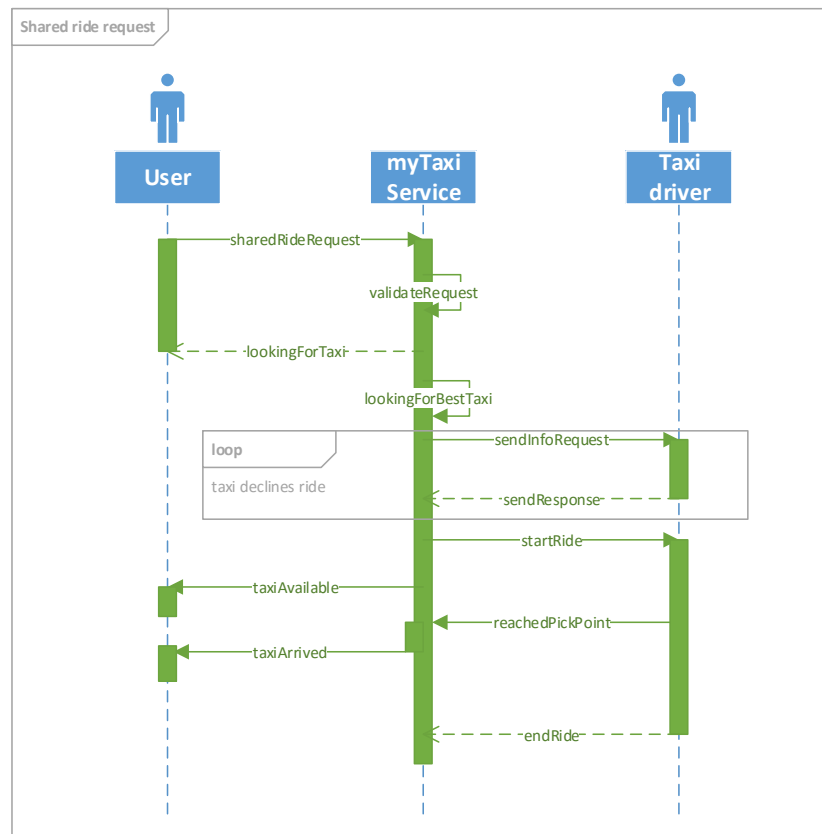 Shared ride request
User
myTaxi
Service
Taxi
driver
sharedRideRequest
validateRequest
lookingForTaxi
lookingForBestTaxi
loop
sendInfoRequest
taxi declines ride
sendResponse
startRide
taxiAvailable
reachedPickPoint
taxiArrived
endRide